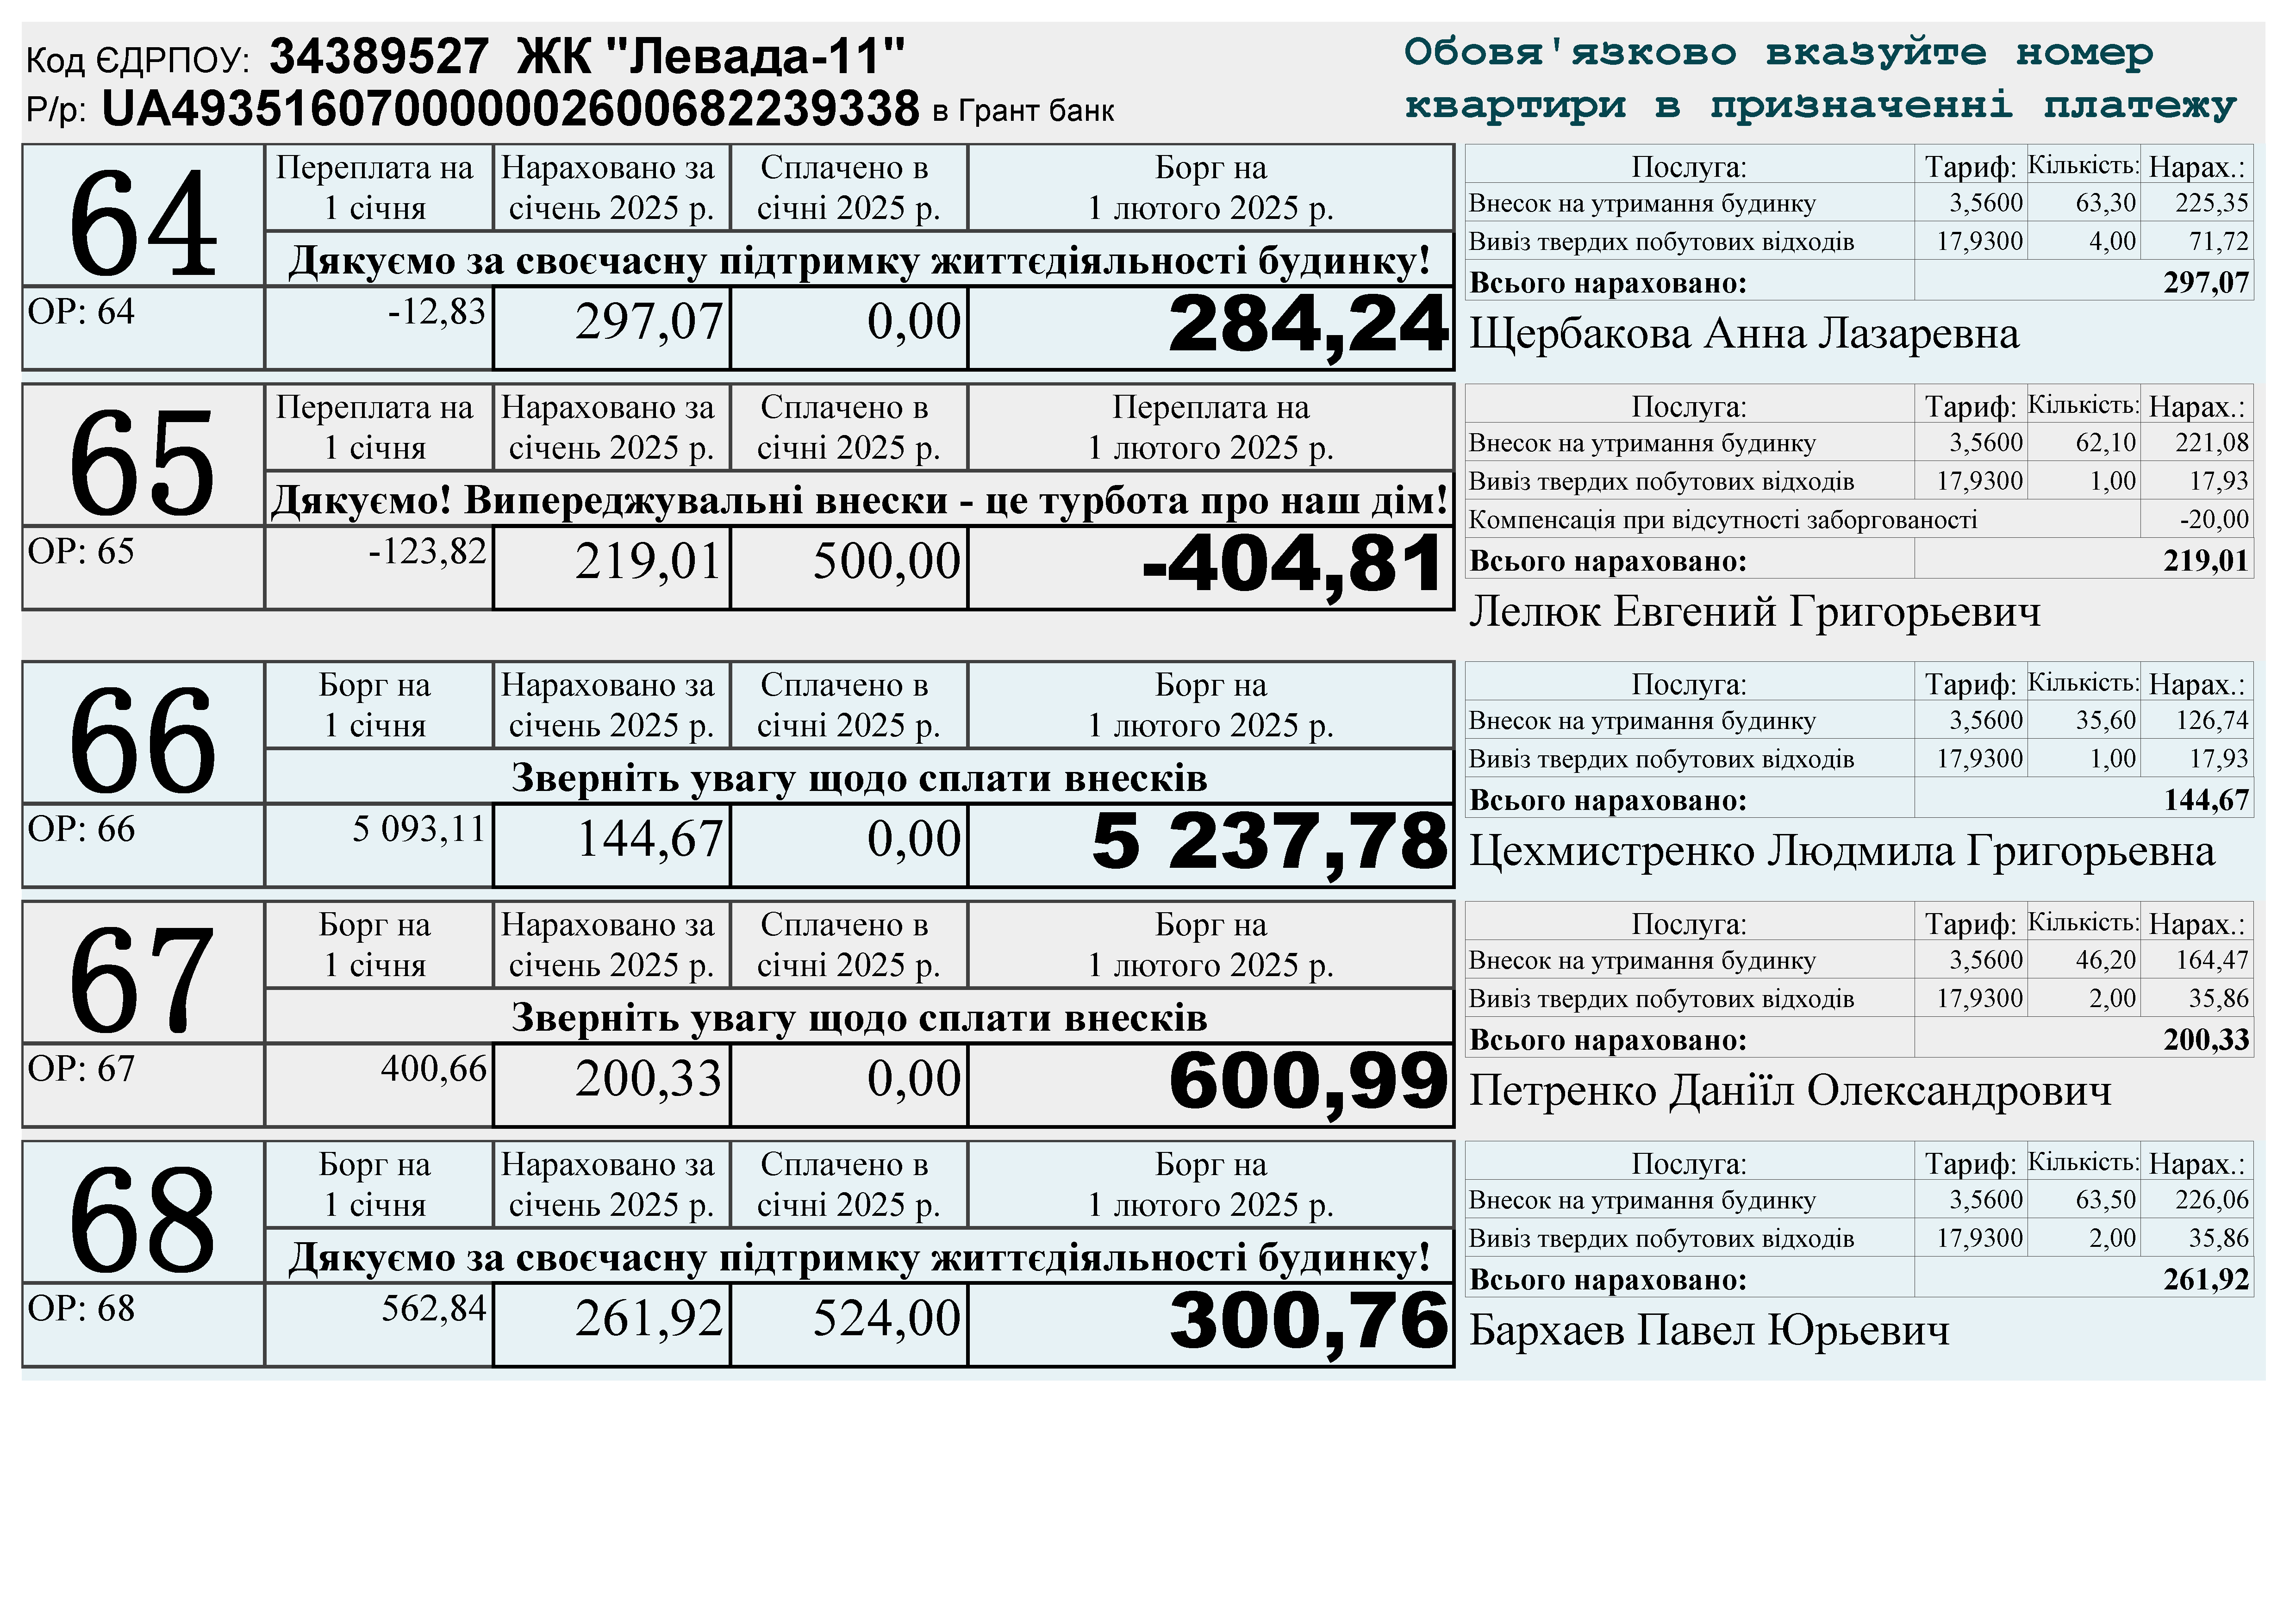 Код ЄДРПОУ: 34389527 ЖК "Левада-11"
Р/р: UA493516070000002600682239338 в Грант банк
Обовя'язково вказуйте номер
квартири в призначенні платежу
64
Переплата на
1 січня
Нараховано за
січень 2025 р.
Сплачено в
січні 2025 р.
Борг на
1 лютого 2025 р.
Дякуємо за своєчасну підтримку життєдіяльності будинку!
ОР: 64 -12,83 297,07 0,00 284,24
Послуга: Тариф: Кількість: Нарах.:
Внесок на утримання будинку 3,5600 63,30 225,35
Вивіз твердих побутових відходів 17,9300 4,00 71,72
Всього нараховано: 297,07
Щербакова Анна Лазаревна
65
Переплата на
1 січня
Нараховано за
січень 2025 р.
Сплачено в
січні 2025 р.
Переплата на
1 лютого 2025 р.
Дякуємо! Випереджувальні внески - це турбота про наш дім!
ОР: 65 -123,82 219,01 500,00 -404,81
Послуга: Тариф: Кількість: Нарах.:
Внесок на утримання будинку 3,5600 62,10 221,08
Вивіз твердих побутових відходів 17,9300 1,00 17,93
Компенсація при відсутності заборгованості -20,00
Всього нараховано: 219,01
Лелюк Евгений Григорьевич
66
Борг на
1 січня
Нараховано за
січень 2025 р.
Сплачено в
січні 2025 р.
Борг на
1 лютого 2025 р.
Зверніть увагу щодо сплати внесків
ОР: 66 5 093,11 144,67 0,00 5 237,78
Послуга: Тариф: Кількість: Нарах.:
Внесок на утримання будинку 3,5600 35,60 126,74
Вивіз твердих побутових відходів 17,9300 1,00 17,93
Всього нараховано: 144,67
Цехмистренко Людмила Григорьевна
67
Борг на
1 січня
Нараховано за
січень 2025 р.
Сплачено в
січні 2025 р.
Борг на
1 лютого 2025 р.
Зверніть увагу щодо сплати внесків
ОР: 67 400,66 200,33 0,00 600,99
Послуга: Тариф: Кількість: Нарах.:
Внесок на утримання будинку 3,5600 46,20 164,47
Вивіз твердих побутових відходів 17,9300 2,00 35,86
Всього нараховано: 200,33
Петренко Даніїл Олександрович
68
Борг на
1 січня
Нараховано за
січень 2025 р.
Сплачено в
січні 2025 р.
Борг на
1 лютого 2025 р.
Дякуємо за своєчасну підтримку життєдіяльності будинку!
ОР: 68 562,84 261,92 524,00 300,76
Послуга: Тариф: Кількість: Нарах.:
Внесок на утримання будинку 3,5600 63,50 226,06
Вивіз твердих побутових відходів 17,9300 2,00 35,86
Всього нараховано: 261,92
Бархаев Павел Юрьевич